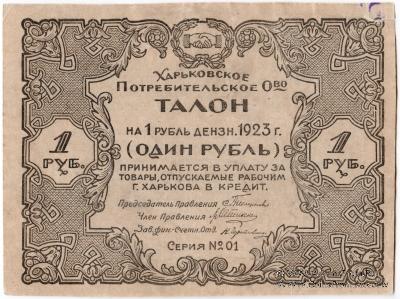 Харьковское
Потребительское Ово
ТАЛОН
НА 1 РУБЛЬ ДЕНЗН. 1923 г.
(ОДИН РУБЛЬ)
ПРИНИМАЕТСЯ В УПЛАТУ ЗА
ТОВАРЫ, ОТПУСКАЕМЫЕ РАБОЧИМ
Г. ХАРЬКОВА В КРЕДИТ.
1
РУБ.
1
РУБ.
Председатель Правления
Член Правления
Зав. фин-Счетн. Отд.
СЕРИЯ № 01